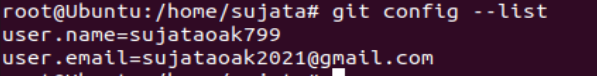 root@Ubuntu:/home/sujata# git config --list
user.name=sujataoak799
user.email=sujataoak2021@gmail.com